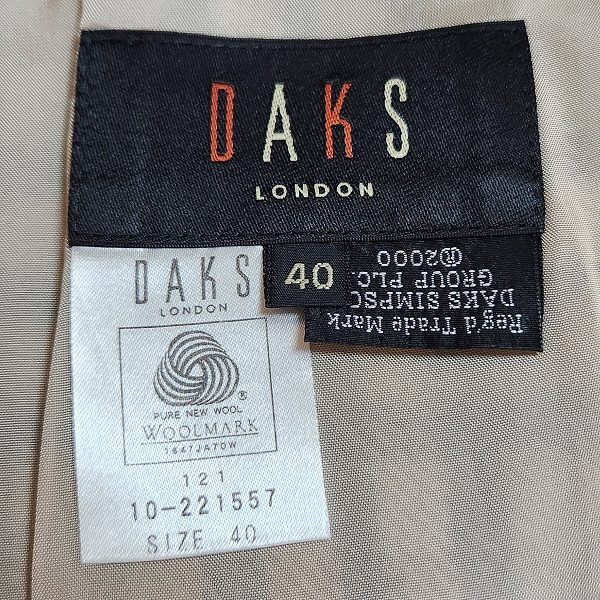 DAKS
LONDON
40
Reg'd Trade Mark
DAKS SIMPSO
GROUP PLC.
®2000
DAKS
LONDON
®
PURE NEW WOOL
WOOLMARK
1647JA70W
121
10-221557
SIZE 40